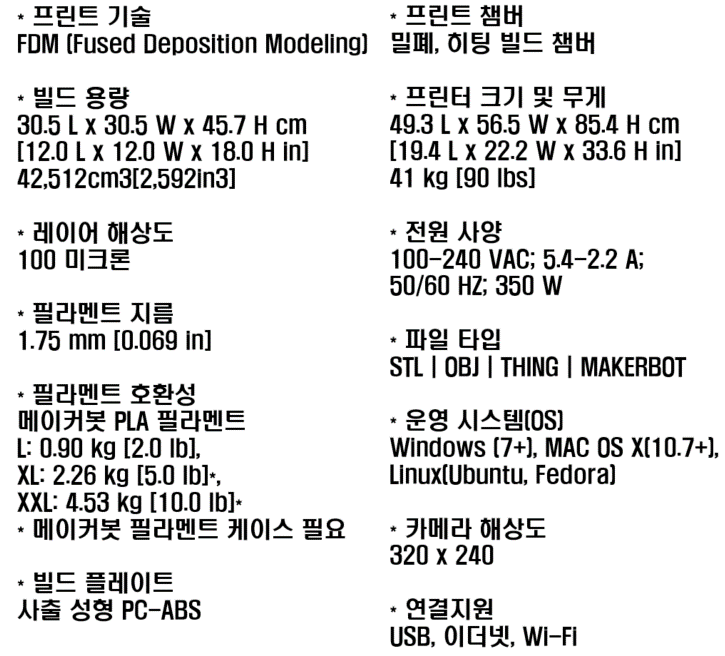 * 프린트 기술
FDM (Fused Deposition Modeling)
* 빌드 용량
30.5 L x 30.5 W x 45.7 H cm
[12.0 L x 12.0 W x 18.0 H in]
42,512cm3[2,592in3]
* 레이어 해상도
100 미크론
* 필라멘트 지름
1.75 mm [0.069 in]
* 필라멘트 호환성
메이커봇 PLA 필라멘트
L: 0.90 kg [2.0 lb],
XL: 2.26 kg [5.0 lb]*,
XXL: 4.53 kg [10.0 lb]*
* 메이커봇 필라멘트 케이스 필요
* 빌드 플레이트
사출 성형 PC-ABS
* 프린트 챔버
밀폐, 히팅 빌드 챔버
* 프린터 크기 및 무게
49.3 L x 56.5 W x 85.4 H cm
[19.4 L x 22.2 W x 33.6 H in]
41 kg [90 lbs]
* 전원 사양
100-240 VAC; 5.4-2.2 A;
50/60 HZ; 350 W
* 파일 타입
STL | OBJ | THING | MAKERBOT
* 운영 시스템(OS)
Windows (7+), MAC OS X(10.7+),
Linux(Ubuntu, Fedora)
* 카메라 해상도
320 x 240
* 연결지원
USB, 이더넷, Wi-Fi